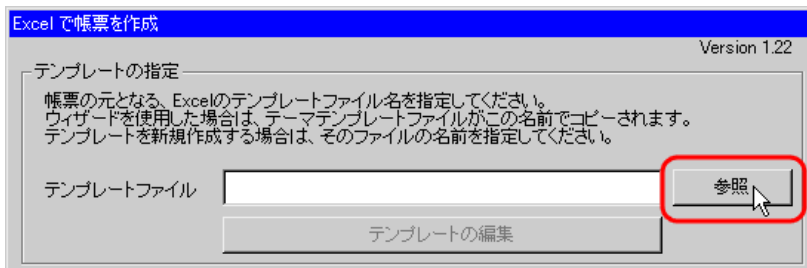 Excel で帳票を作成
Version 1.22
テンプレートの指定
帳票の元となる、Excelのテンプレートファイル名を指定してください。
ウィザードを使用した場合は、テーマテンプレートファイルがこの名前でコピーされます。
テンプレートを新規作成する場合は、そのファイルの名前を指定してください。
テンプレートファイル
参照
テンプレートの編集